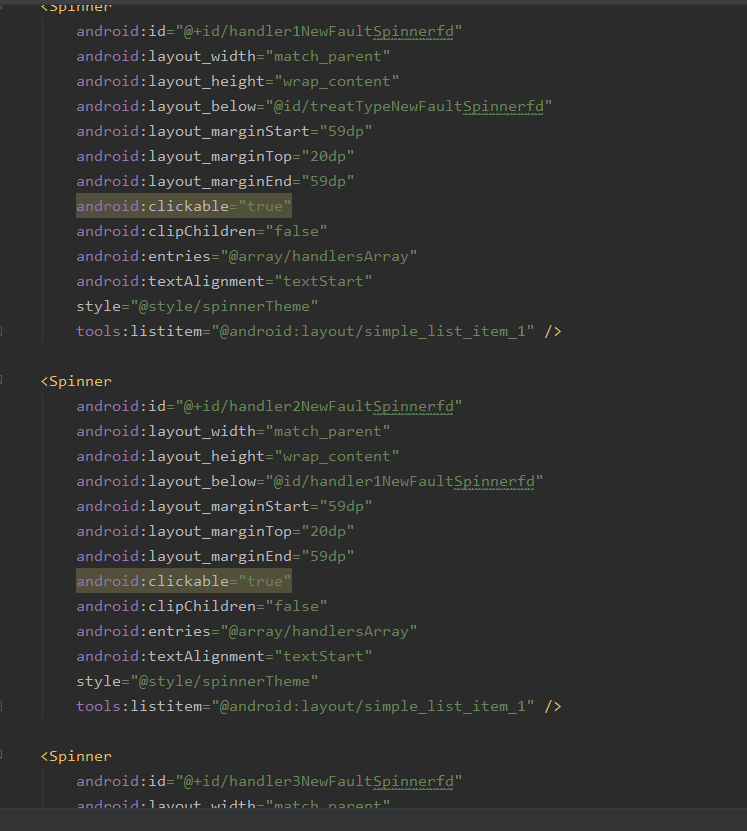 <Spinner
android:id="@+id/handler1NewFaultSpinnerfd"
android:layout_width="match_parent"
android:layout_height="wrap_content"
android:layout_below="@id/treatTypeNewFaultSpinnerfd"
android:layout_marginStart="59dp"
android:layout_marginTop="20dp"
android:layout_marginEnd="59dp"
android:clickable="true"
android:clipChildren="false"
android:entries="@array/handlersArray"
android:textAlignment="textStart"
style="@style/spinnerTheme"
tools:listitem="@android:layout/simple_list_item_1" />
<Spinner
android:id="@+id/handler2NewFaultSpinnerfd"
android:layout_width="match_parent"
android:layout_height="wrap_content"
android:layout_below="@id/handler1NewFaultSpinnerfd"
android:layout_marginStart="59dp"
android:layout_marginTop="20dp"
android:layout_marginEnd="59dp"
android:clickable="true"
android:clipChildren="false"
android:entries="@array/handlersArray"
android:textAlignment="textStart"
style="@style/spinnerTheme"
tools:listitem="@android:layout/simple_list_item_1" />
<Spinner
android:id="@+id/handler3NewFaultSpinnerfd"
android:layout_width="match_parent"